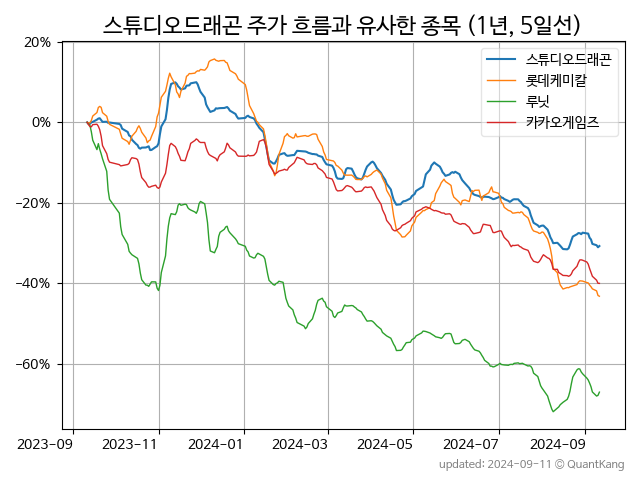 스튜디오드래곤 주가 흐름과 유사한 종목 (1년, 5일선)
20%
0%
−20%
−40%
−60%
스튜디오드래곤
롯데케미칼
루닛
카카오게임즈
2023-09
2023-11
2024-01
2024-03
2024-05
2024-07
2024-09
updated: 2024-09-11 © QuantKang